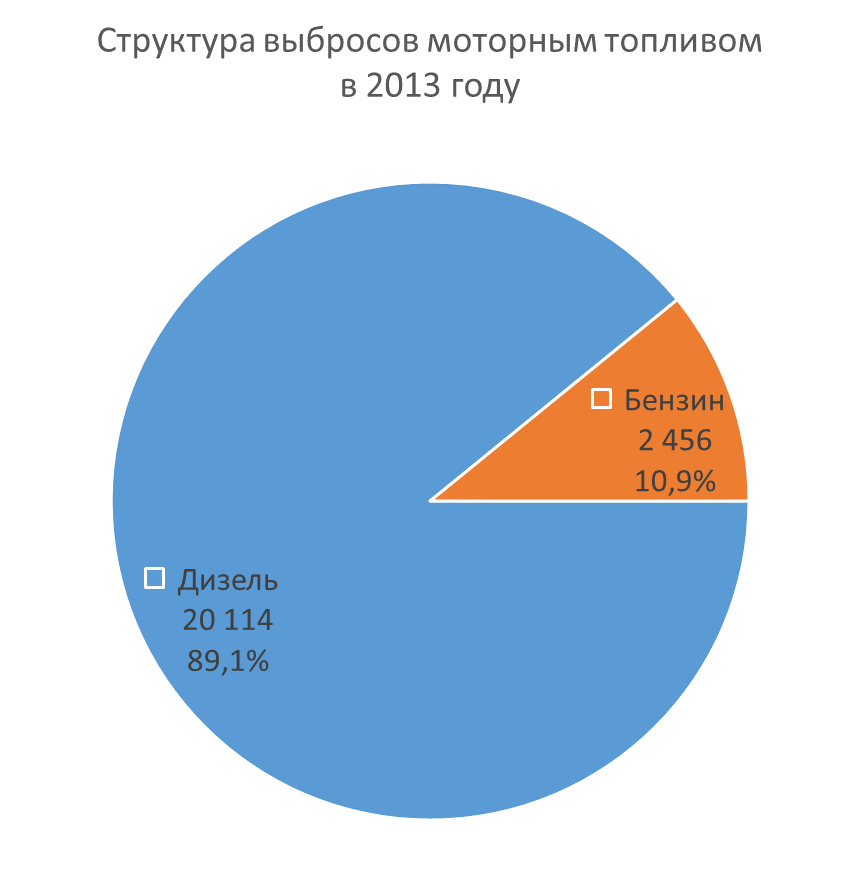 Структура выбросов моторным топливом
в 2013 году
Бензин
2 456
10,9%
Дизель
20 114
89,1%